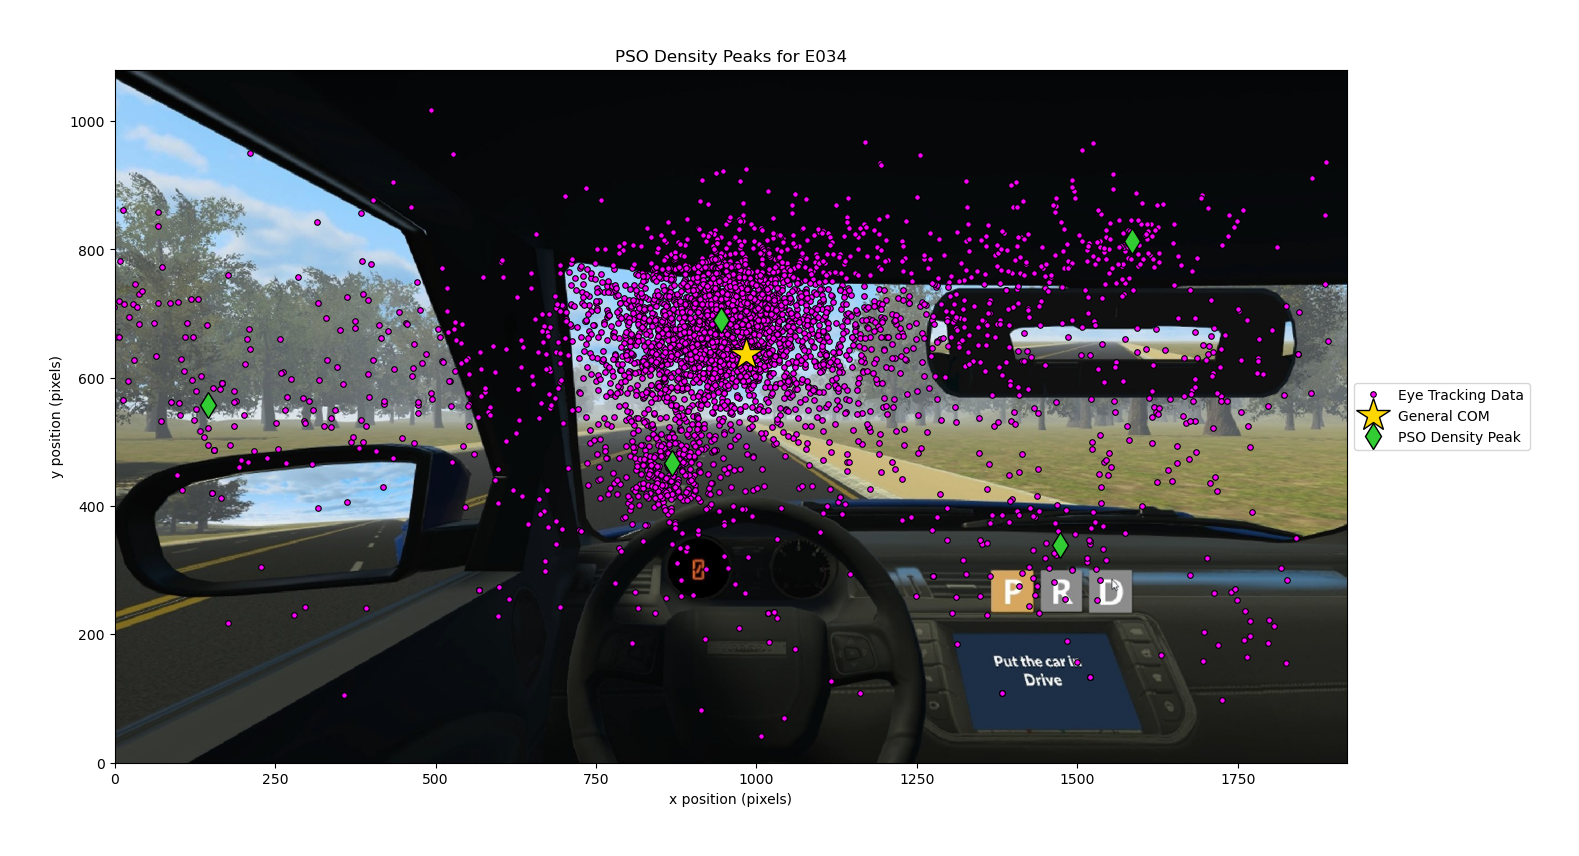 PSO Density Peaks for E034
1000
800
600
400
200
0
y position (pixels)
0 250 500 750 1000 1250 1500 1750
x position (pixels)
Eye Tracking Data
General COM
PSO Density Peak
0
P R D
Put the car in
Drive